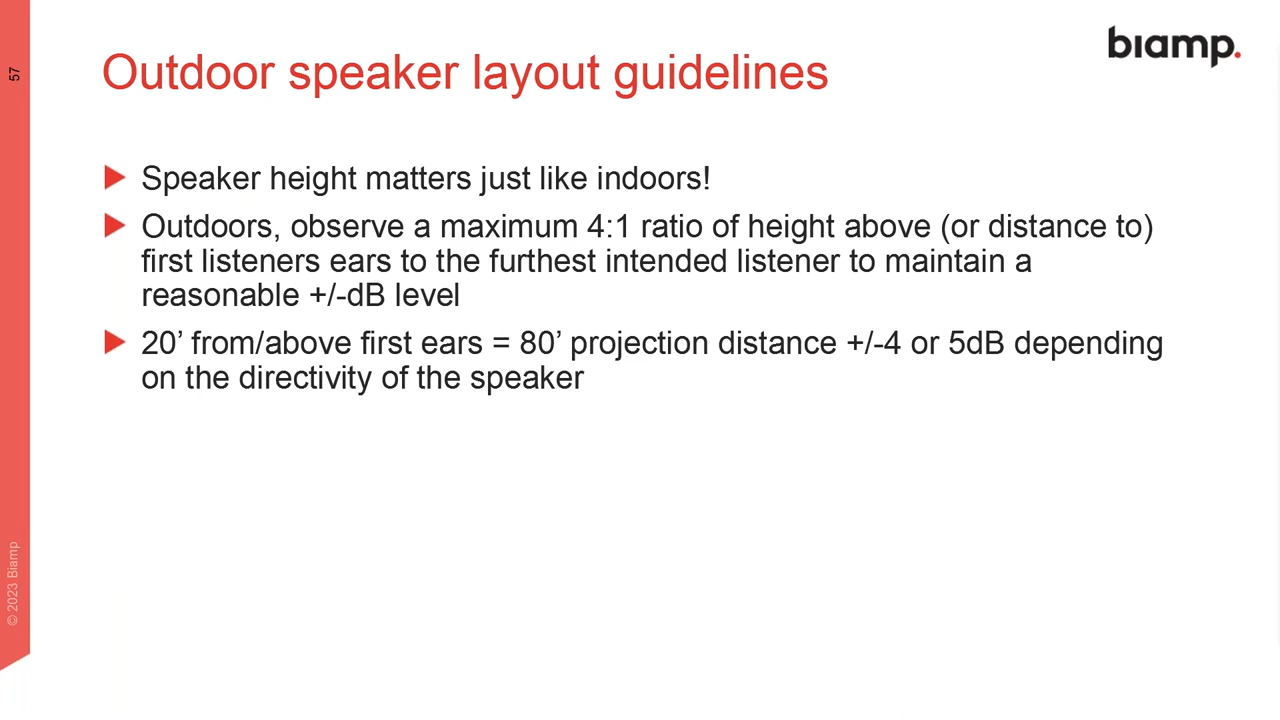 57
biamp.
Outdoor speaker layout guidelines
Speaker height matters just like indoors!
Outdoors, observe a maximum 4:1 ratio of height above (or distance to)
first listeners ears to the furthest intended listener to maintain a
reasonable +/-dB level
20’ from/above first ears = 80’ projection distance +/-4 or 5dB depending
on the directivity of the speaker
© 2023 Biamp